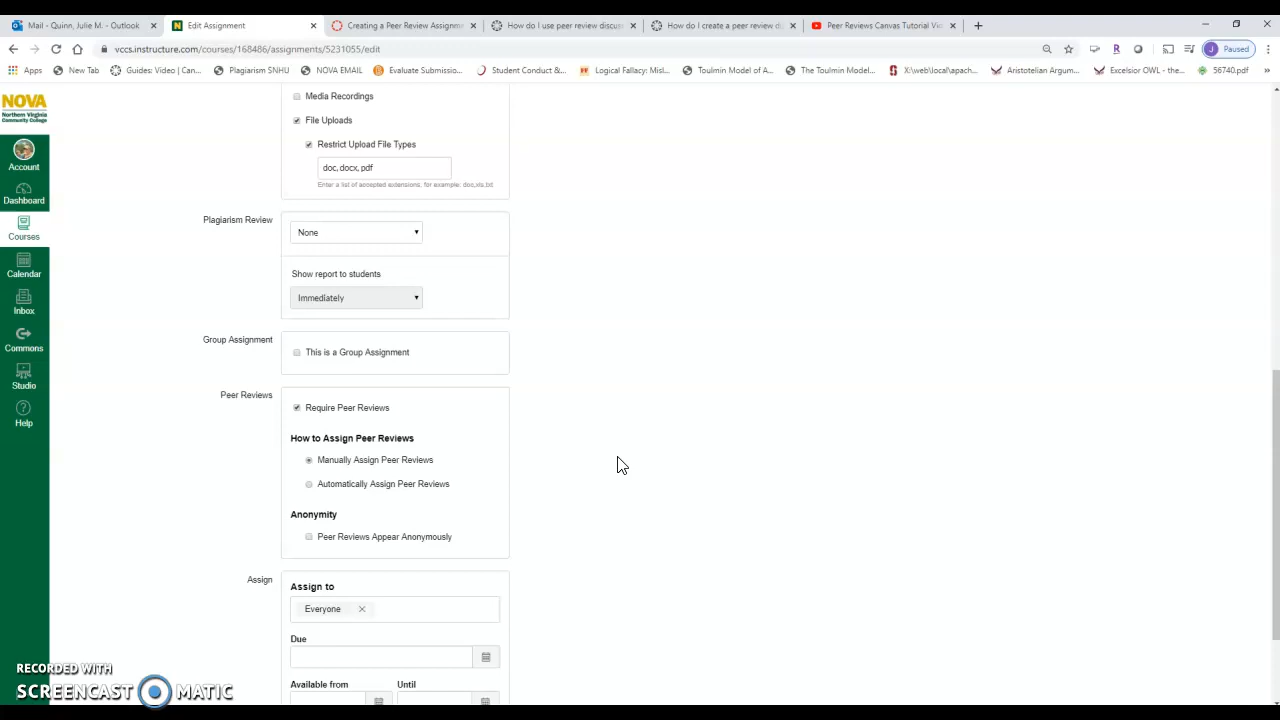 Mail - Quinn, Julie M. - Outlook
Edit Assignment
Creating a Peer Review Assignm
How do I use peer review discus
How do I create a peer review di
Peer Reviews Canvas Tutorial Vid
vccs.instructure.com/courses/168486/assignments/5231055/edit
J Paused
Apps
New Tab
Guides: Video | Can...
Plagiarism SNHU
NOVA EMAIL
Evaluate Submissio...
Student Conduct &...
Logical Fallacy: Misl...
Toulmin Model of A...
The Toulmin Model...
X:\web\local\apach...
Aristotelian Argum...
Excelsior OWL - the...
56740.pdf
»
NOVA
Northern Virginia
Community College
Account
Dashboard
Courses
Calendar
Inbox
Commons
Studio
Help
Media Recordings
File Uploads
Restrict Upload File Types
doc, docx, pdf
Enter a list of accepted extensions, for example: doc,xls,txt
Plagiarism Review
None
Show report to students
Immediately
Group Assignment
This is a Group Assignment
Peer Reviews
Require Peer Reviews
How to Assign Peer Reviews
Manually Assign Peer Reviews
Automatically Assign Peer Reviews
Anonymity
Peer Reviews Appear Anonymously
Assign
Assign to
Everyone
Due
Available from
Until
RECORDED WITH
SCREENCAST MATIC